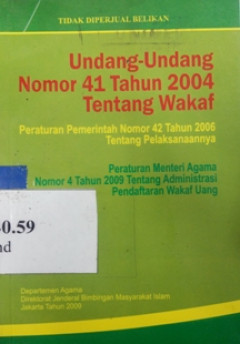 TIDAK DIPERJUAL BELIKAN
Undang-Undang
Nomor 41 Tahun 2004
Tentang Wakaf
Peraturan Pemerintah Nomor 42 Tahun 2006
Tentang Pelaksanaannya
Peraturan Menteri Agama
Nomor 4 Tahun 2009 Tentang Administrasi
Pendaftaran Wakaf Uang
0.59
nd
Departemen Agama
Direktorat Jenderal Bimbingan Masyarakat Islam
Jakarta Tahun 2009